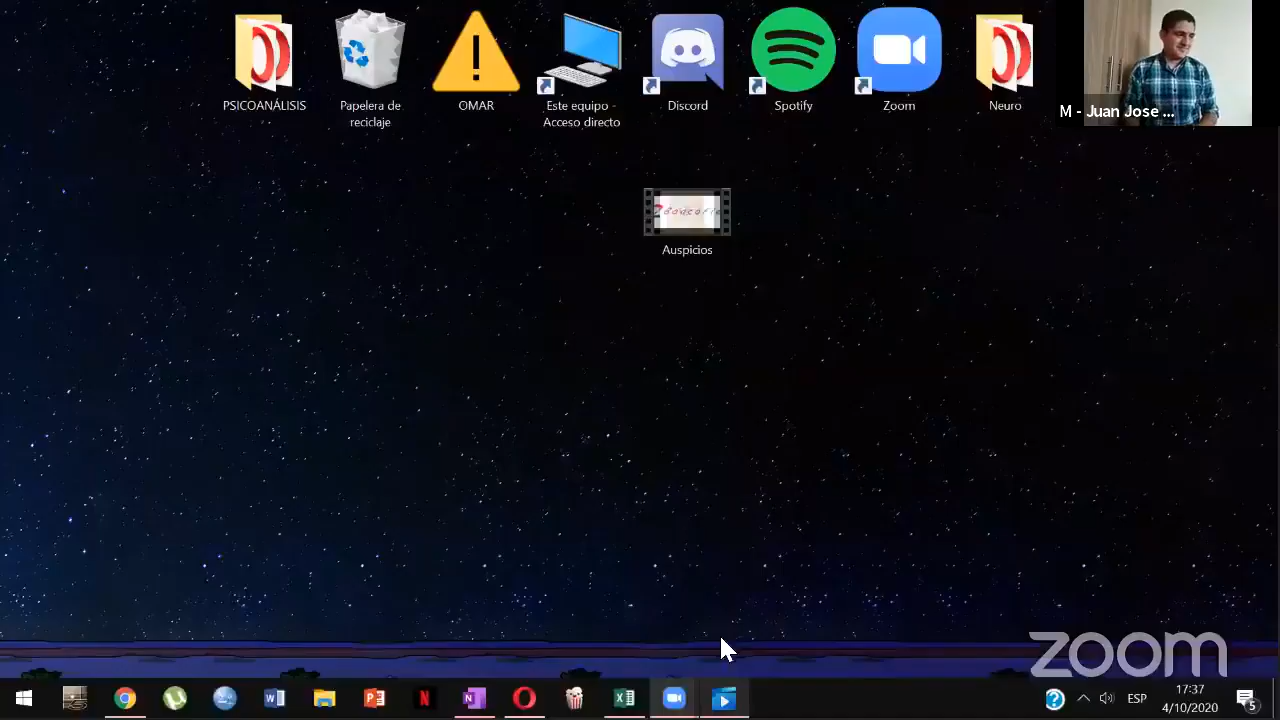 PSICOANÁLISIS
Papelera de
reciclaje
OMAR
Este equipo -
Acceso directo
Discord
Spotify
Zoom
Neuro
M - Juan Jose ...
Auspicios
zoom
ESP
17:37
4/10/2020
5